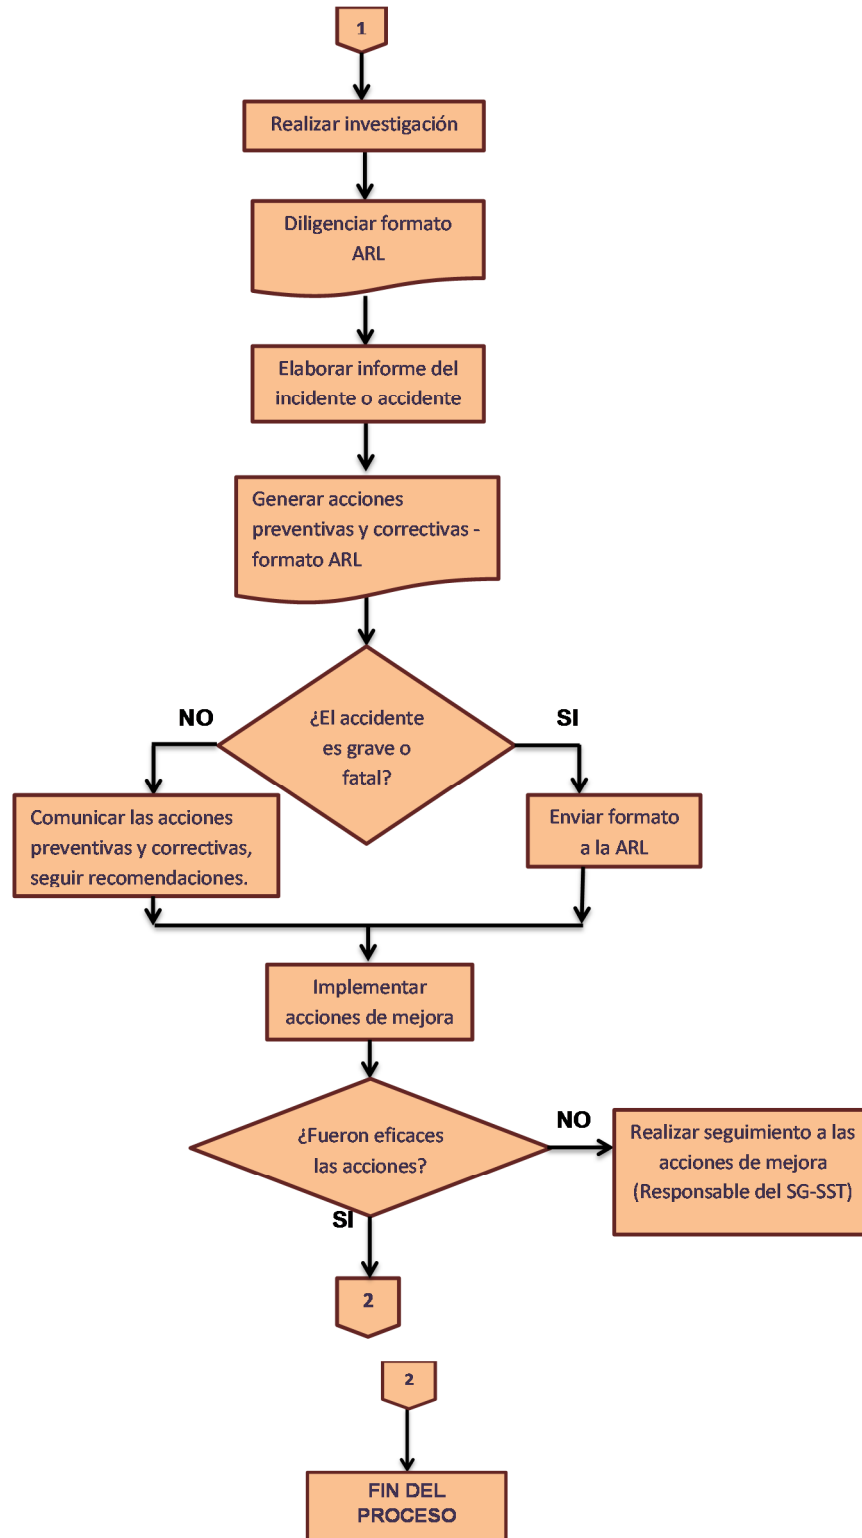 1
Realizar investigación
Diligenciar formato
ARL
Elaborar informe del
incidente o accidente
Generar acciones
preventivas y correctivas -
formato ARL
¿El accidente
es grave o
fatal?
NO
SI
Comunicar las acciones
preventivas y correctivas,
seguir recomendaciones.
Enviar formato
a la ARL
Implementar
acciones de mejora
¿Fueron eficaces
las acciones?
NO
Realizar seguimiento a las
acciones de mejora
(Responsable del SG-SST)
SI
2
2
FIN DEL
PROCESO